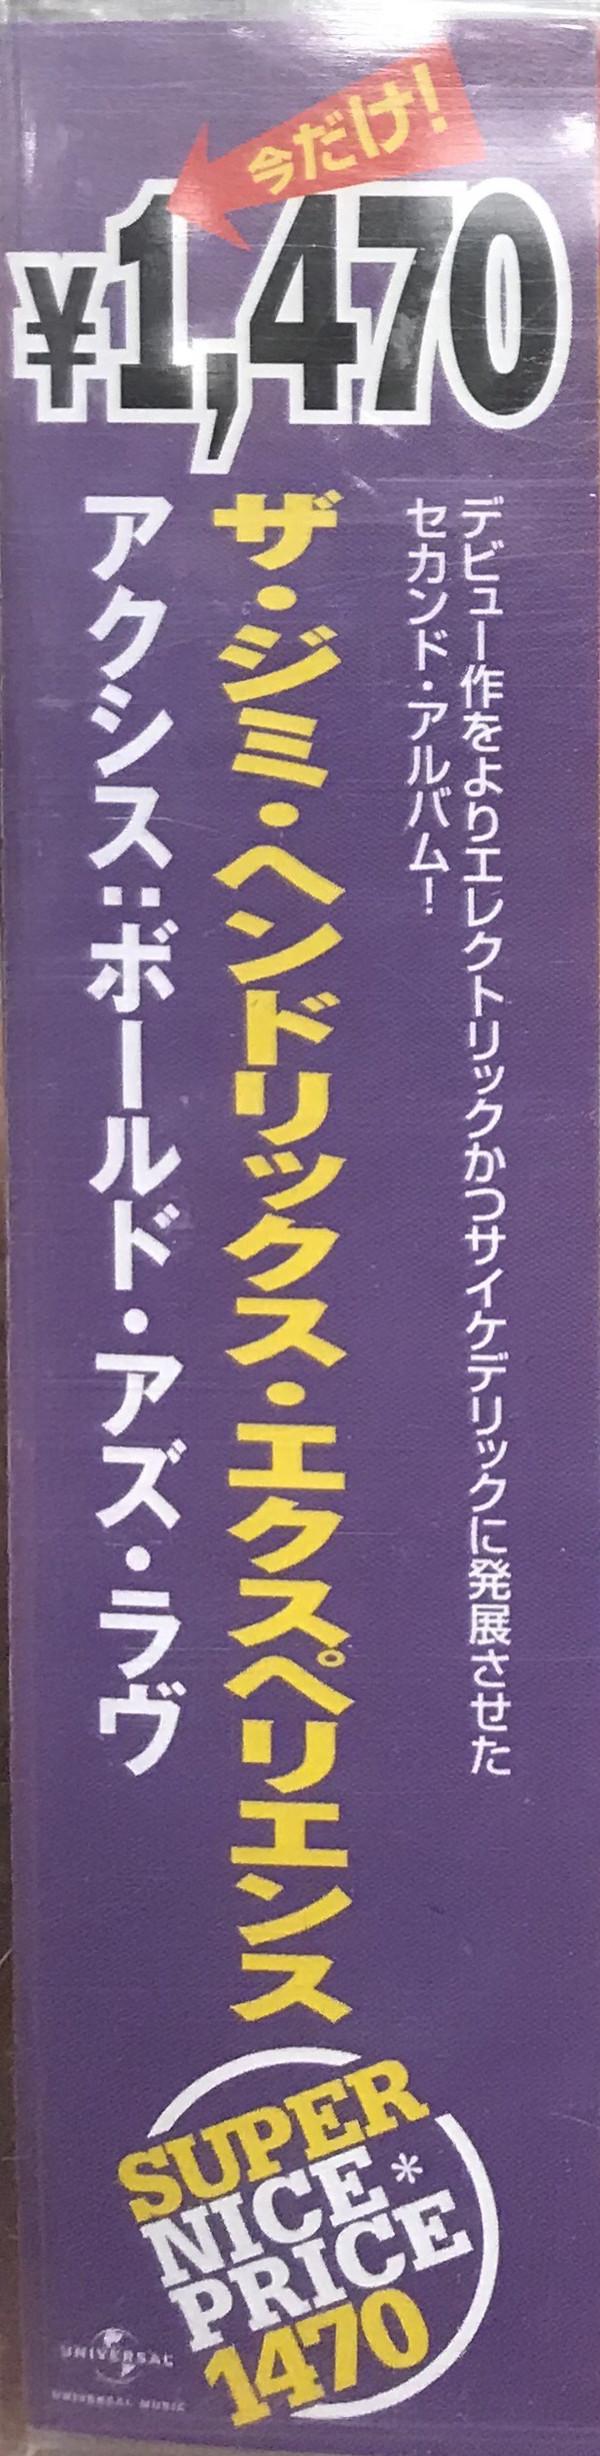 今だけ!
¥1,470
デビュー作をよりエレクトリックかつサイケデリックに発展させた
セカンド・アルバム!
ザ・ジミ・ヘンドリックス・エクスペリエンス
アクシス:ボールド・アズ・ラヴ
SUPER
NICE*
PRICE
1470
UNIVERSAL
UNIVERSAL MUSIC